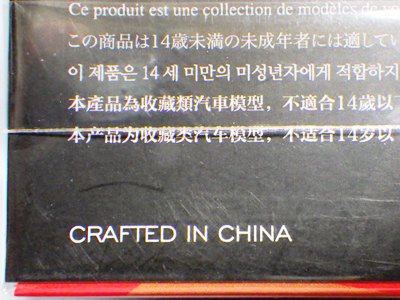 Ce produit est une collection de modèles de
この商品は14歳未満の未成年者には適してい
이 제품은 14 세 미만의 미성년자에게 적합하지
本產品為收藏類汽車模型，不適合14歲以
本产品为收藏类汽车模型，不适合14岁以
CRAFTED IN CHINA